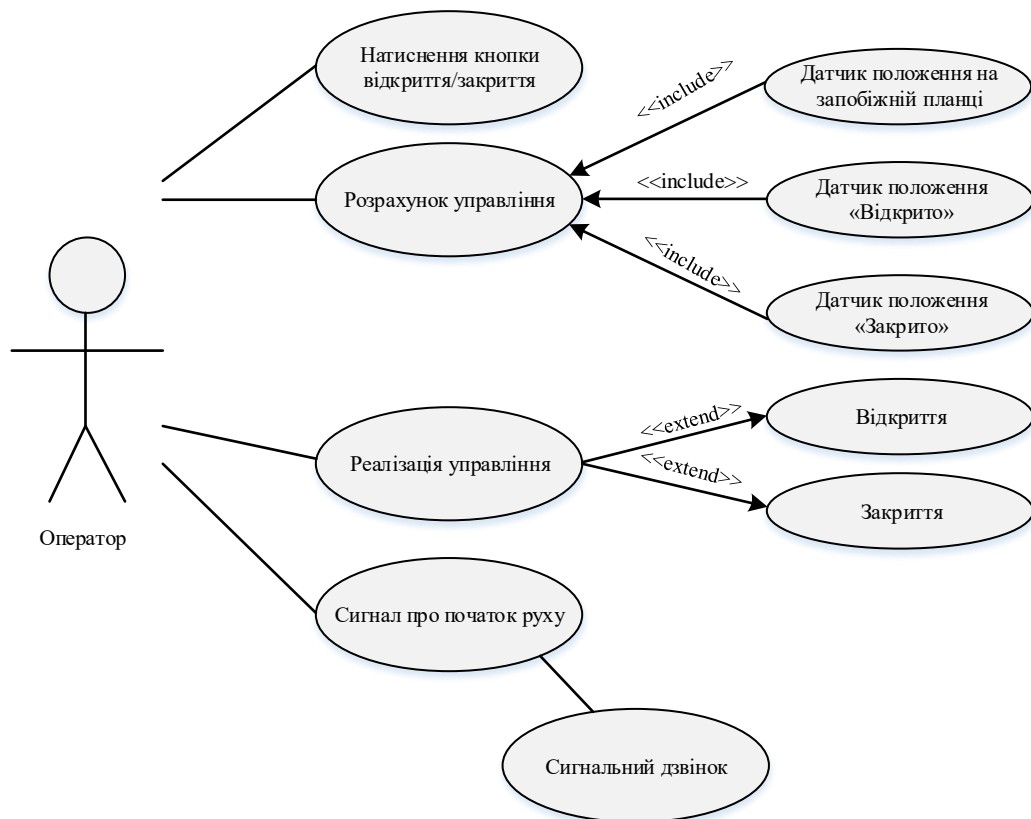 Натиснення кнопки
відкриття/закриття
<<include>>
Датчик положення на
запобіжній планці
Розрахунок управління
<<include>>
Датчик положення
«Відкрито»
<<include>>
Датчик положення
«Закрито»
Оператор
Реалізація управління
<<extend>>
Відкриття
<<extend>>
Закриття
Сигнал про початок руху
Сигнальний дзвінок